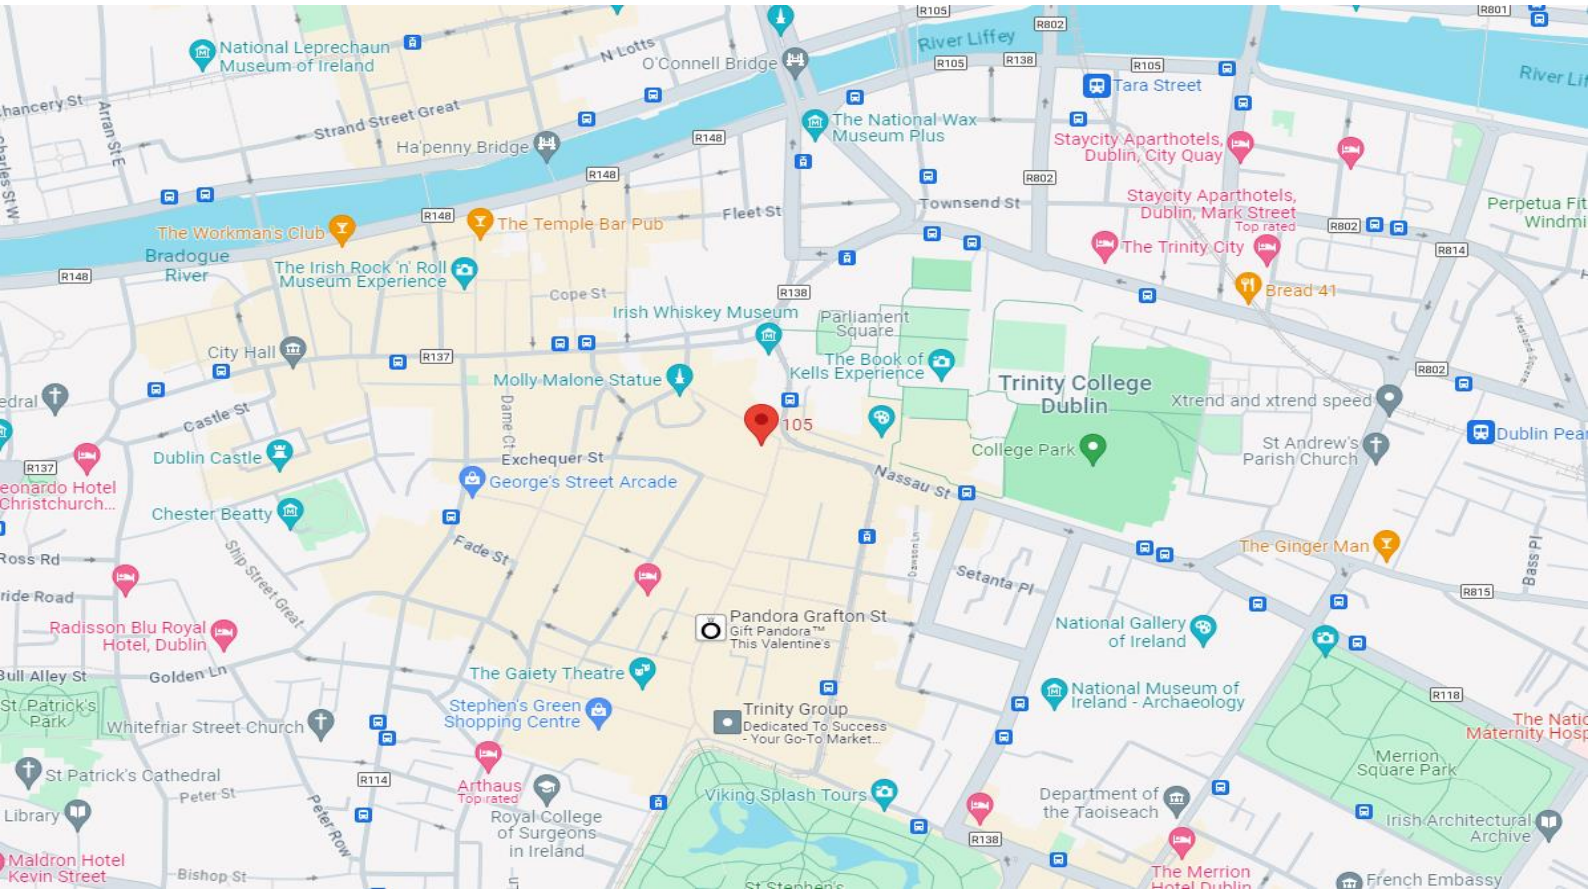 R105
R802
R801
National Leprechaun
Museum of Ireland
N Lotts
O'Connell Bridge
River Liffey
R105
R138
R105
Tara Street
River Lif
hancery St
Arran St E
Charles St W
Strand Street Great
Ha'penny Bridge
R148
The National Wax
Museum Plus
Staycity Aparthotels,
Dublin, City Quay
R148
R802
Staycity Aparthotels,
Dublin, Mark Street
Top rated
Perpetua Fit
Windmi
R148
The Temple Bar Pub
Fleet St
Townsend St
The Workman's Club
R802
R814
Bradogue
River
The Trinity City
R148
The Irish Rock 'n' Roll
Museum Experience
Cope St
R138
Bread 41
Irish Whiskey Museum
Parliament
Square
City Hall
R137
The Book of
Kells Experience
R802
Molly Malone Statue
Trinity College
Dublin
Xtrend and xtrend speed
edral
Castle St
Dame Ct
105
Dublin Pear
St Andrew's
Parish Church
College Park
Dublin Castle
Exchequer St
R137
George's Street Arcade
Nassau St
eonardo Hotel
Christchurch...
Chester Beatty
Ross Rd
Ship Street Great
Fade St
Dawson Ln
Setanta Pl
The Ginger Man
Bass Pl
R815
ride Road
Pandora Grafton St
Gift Pandora™
This Valentine's
National Gallery
of Ireland
Radisson Blu Royal
Hotel, Dublin
Bull Alley St
Golden Ln
The Gaiety Theatre
National Museum of
Ireland - Archaeology
R118
St. Patrick's
Park
Whitefriar Street Church
Stephen's Green
Shopping Centre
Trinity Group
Dedicated To Success
- Your Go-To Market...
The Natio
Maternity Hosp
Merrion
Square Park
St Patrick's Cathedral
R114
Arthaus
Top rated
Peter St
Peter Row
Viking Splash Tours
Department of
the Taoiseach
Library
Royal College
of Surgeons
in Ireland
Irish Architectural
Archive
R138
Maldron Hotel
Kevin Street
Bishop St
The Merrion
Hotel Dublin
French Embassy
St Stephen's